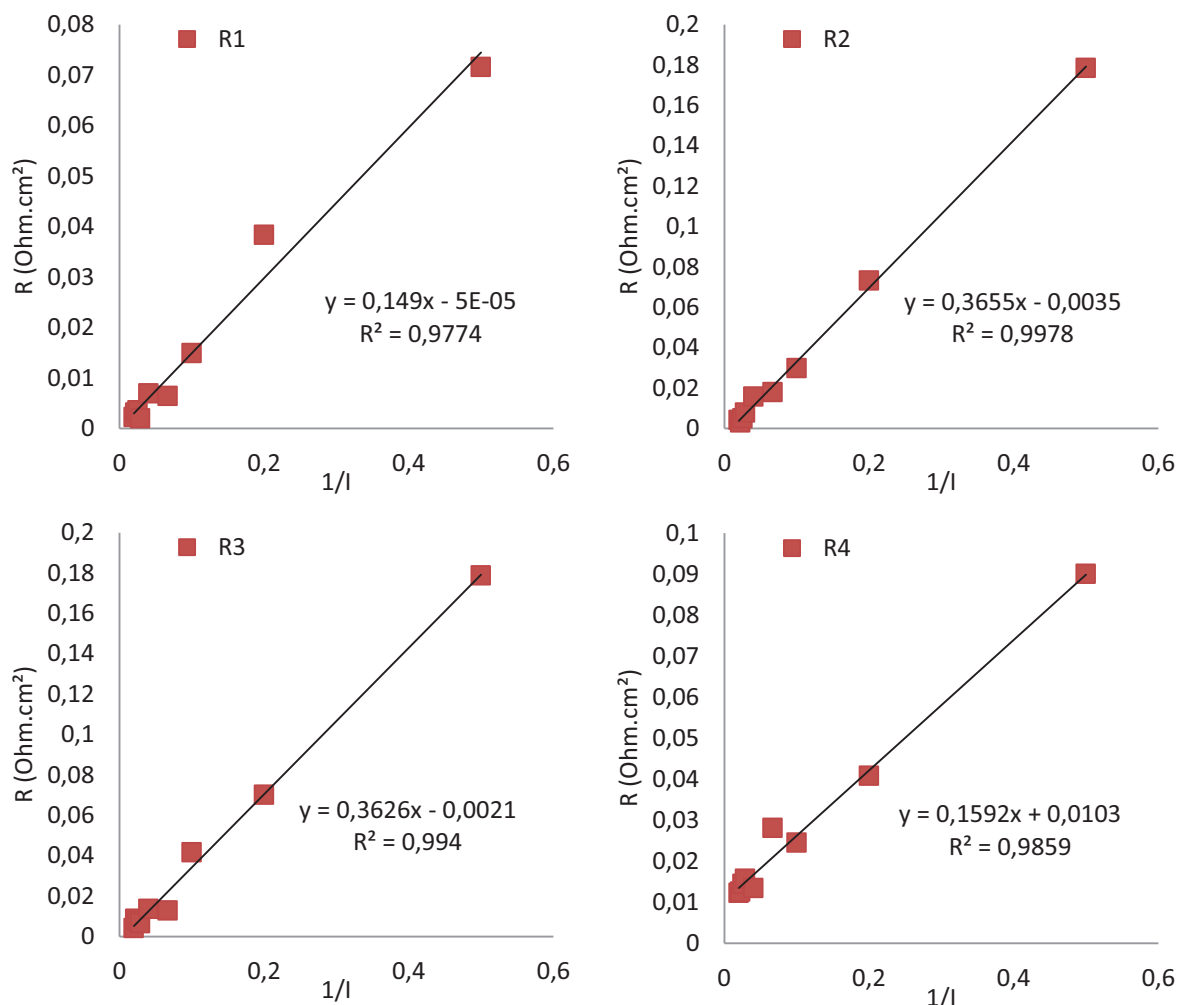 R1
0,08
0,07
0,06
0,05
0,04
0,03
0,02
0,01
0
R (Ohm.cm²)
y = 0,149x - 5E-05
R² = 0,9774
0 0,2 0,4 0,6
1/I
R2
0,2
0,18
0,16
0,14
0,12
0,1
0,08
0,06
0,04
0,02
0
R (Ohm.cm²)
y = 0,3655x - 0,0035
R² = 0,9978
0 0,2 0,4 0,6
1/I
R3
0,2
0,18
0,16
0,14
0,12
0,1
0,08
0,06
0,04
0,02
0
R (Ohm.cm²)
y = 0,3626x - 0,0021
R² = 0,994
0 0,2 0,4 0,6
1/I
R4
0,1
0,09
0,08
0,07
0,06
0,05
0,04
0,03
0,02
0,01
0
R (Ohm.cm²)
y = 0,1592x + 0,0103
R² = 0,9859
0 0,2 0,4 0,6
1/I